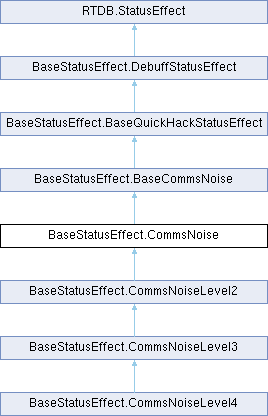 RTDB.StatusEffect
BaseStatusEffect.DebuffStatusEffect
BaseStatusEffect.BaseQuickHackStatusEffect
BaseStatusEffect.BaseCommsNoise
BaseStatusEffect.CommsNoise
BaseStatusEffect.CommsNoiseLevel2
BaseStatusEffect.CommsNoiseLevel3
BaseStatusEffect.CommsNoiseLevel4